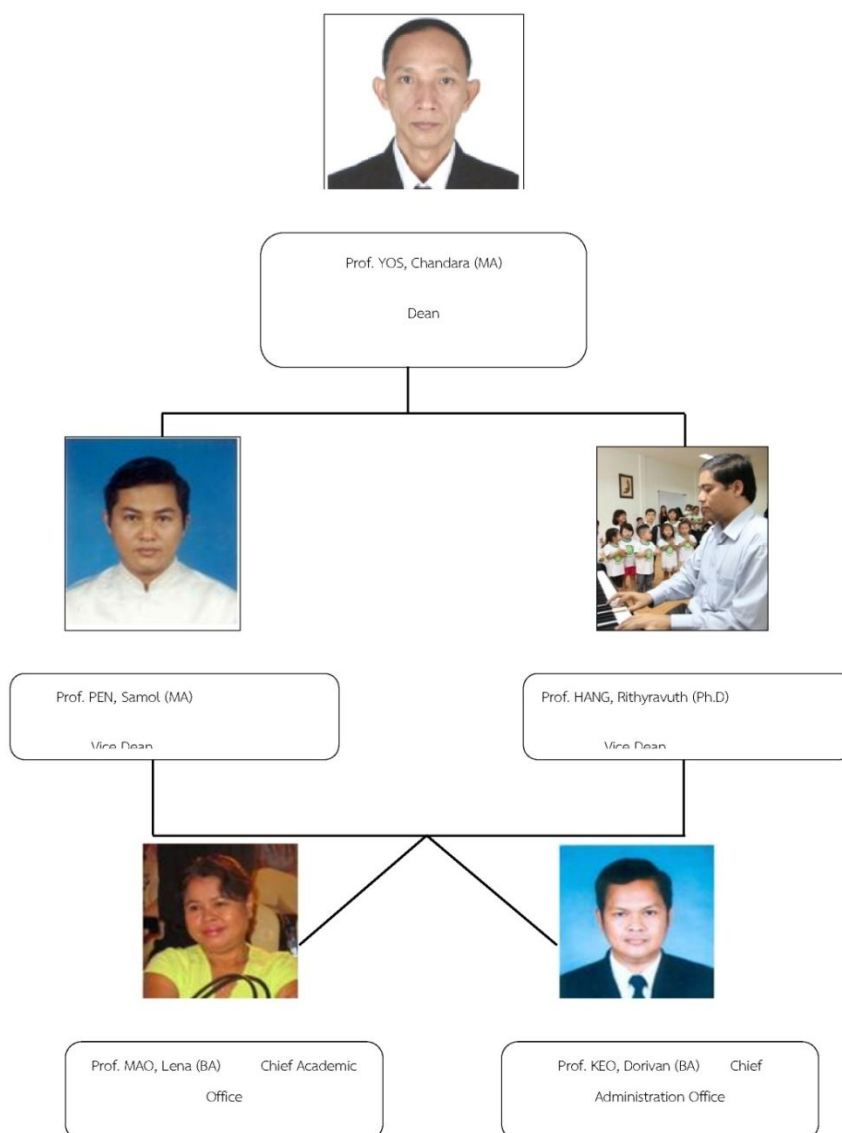 Prof. YOS, Chandara (MA)
Dean
Prof. PEN, Samol (MA)
Vice Dean
Prof. HANG, Rithyravuth (Ph.D)
Vice Dean
Prof. MAO, Lena (BA) Chief Academic
Office
Prof. KEO, Dorivan (BA) Chief
Administration Office